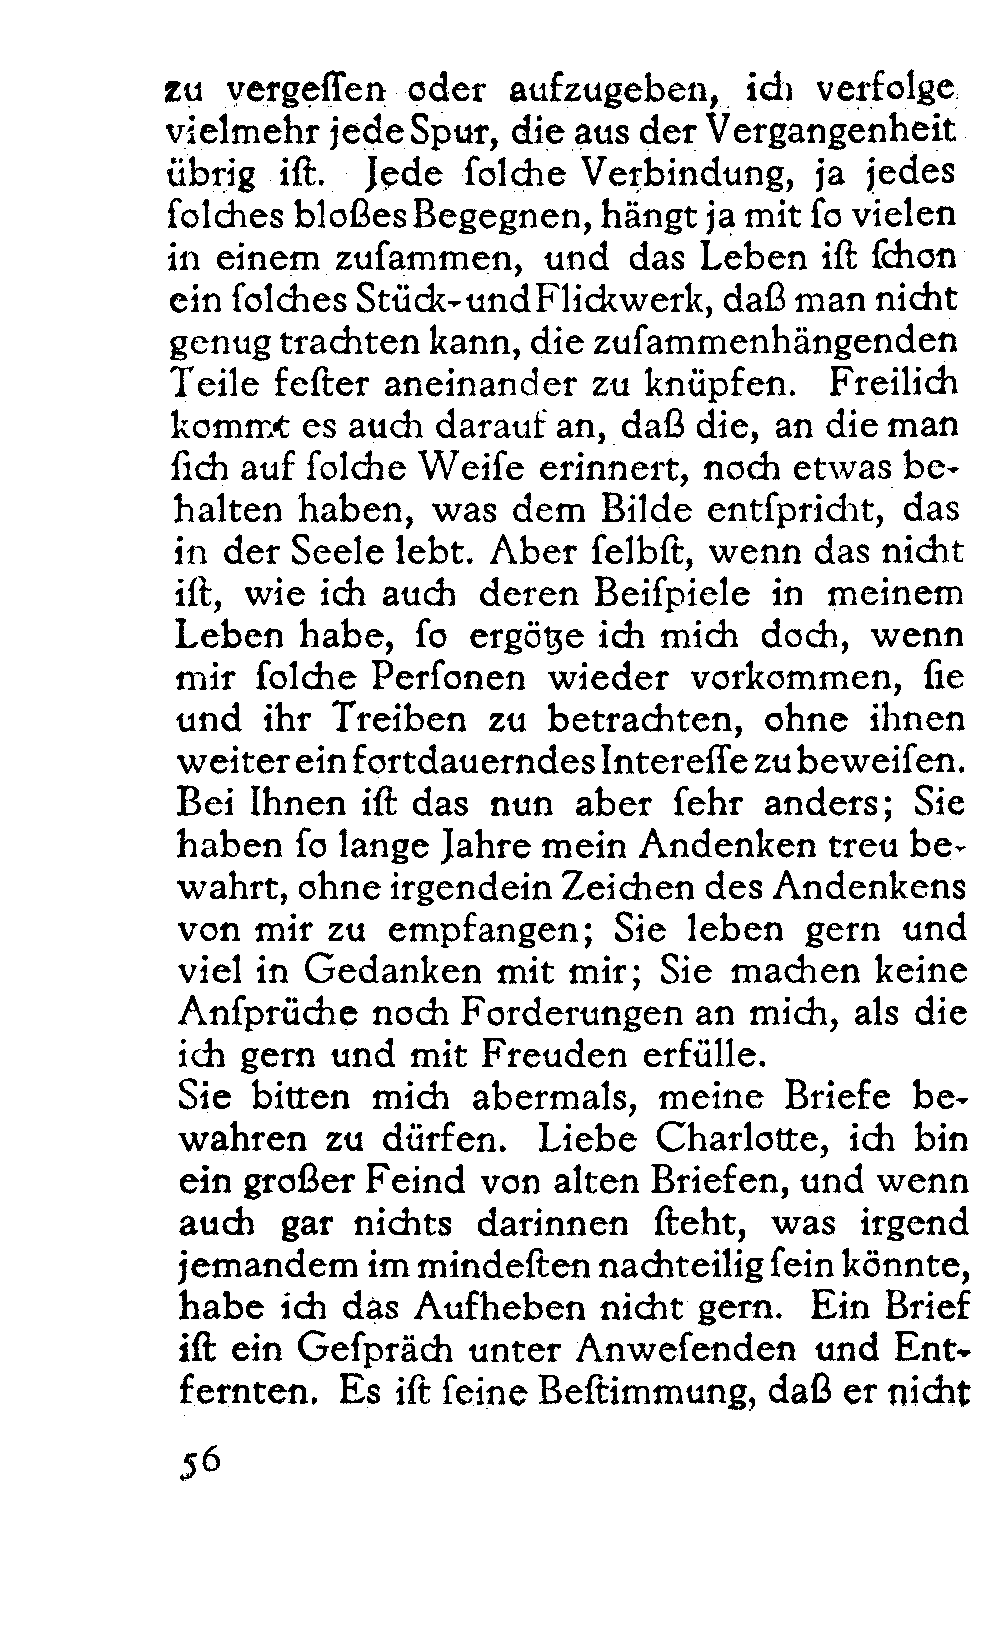 zu vergeſſen oder aufzugeben, ich verfolge
vielmehr jede Spur, die aus der Vergangenheit
übrig iſt. Jede ſolche Verbindung, ja jedes
ſolches bloßes Begegnen, hängt ja mit ſo vielen
in einem zuſammen, und das Leben iſt ſchon
ein ſolches Stück-und Flickwerk, daß man nicht
genug trachten kann, die zuſammenhängenden
Teile feſter aneinander zu knüpfen. Freilich
kommt es auch darauf an, daß die, an die man
ſich auf ſolche Weiſe erinnert, noch etwas be-
halten haben, was dem Bilde entſpricht, das
in der Seele lebt. Aber ſelbſt, wenn das nicht
iſt, wie ich auch deren Beiſpiele in meinem
Leben habe, ſo ergötze ich mich doch, wenn
mir ſolche Perſonen wieder vorkommen, ſie
und ihr Treiben zu betrachten, ohne ihnen
weiter ein fortdauerndes Intereſſe zu beweiſen.
Bei Ihnen iſt das nun aber ſehr anders; Sie
haben ſo lange Jahre mein Andenken treu be-
wahrt, ohne irgendein Zeichen des Andenkens
von mir zu empfangen; Sie leben gern und
viel in Gedanken mit mir; Sie machen keine
Anſprüche noch Forderungen an mich, als die
ich gern und mit Freuden erfülle.
Sie bitten mich abermals, meine Briefe be-
wahren zu dürfen. Liebe Charlotte, ich bin
ein großer Feind von alten Briefen, und wenn
auch gar nichts darinnen ſteht, was irgend
jemandem im mindeſten nachteilig ſein könnte,
habe ich das Aufheben nicht gern. Ein Brief
iſt ein Geſpräch unter Anweſenden und Ent-
fernten. Es iſt ſeine Beſtimmung, daß er nicht
56